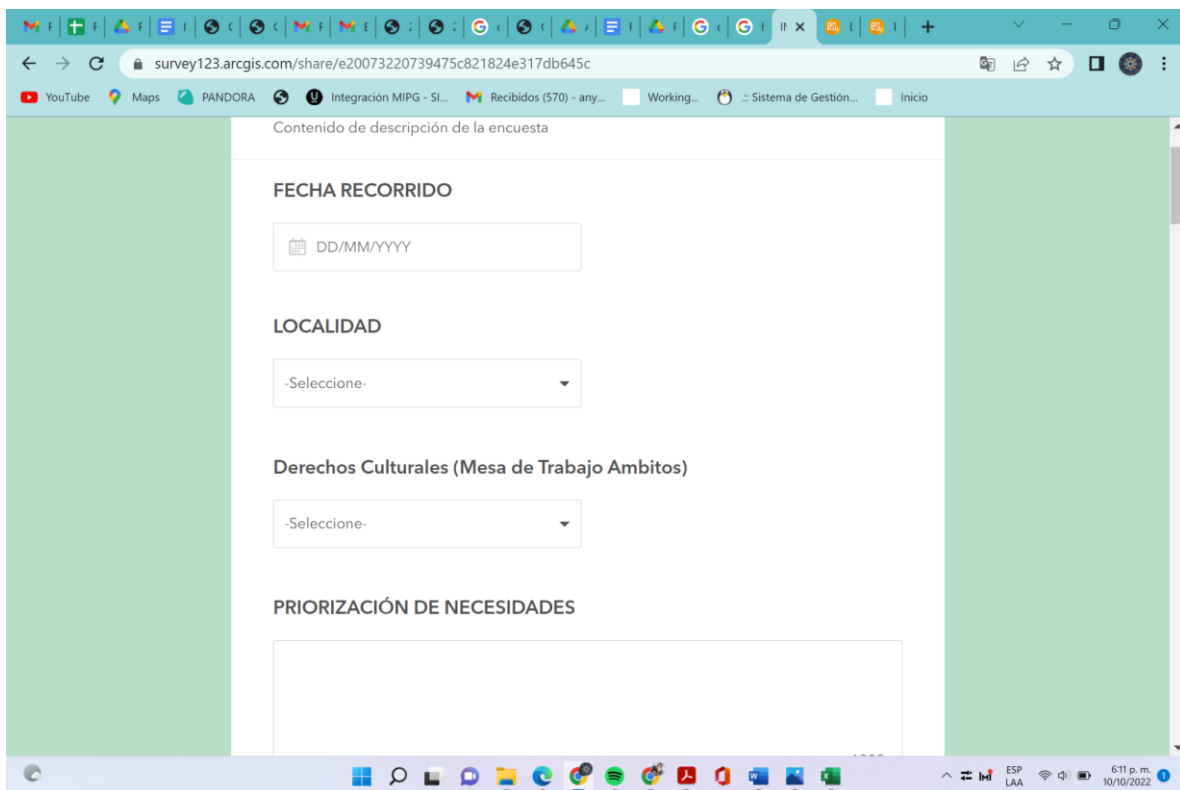 survey123.arcgis.com/share/e20073220739475c821824e317db645c
YouTube Maps PANDORA Integración MIPG - SI... Recibidos (570) - any... Working... .:: Sistema de Gestión... Inicio
Contenido de descripción de la encuesta
FECHA RECORRIDO
DD/MM/YYYY
LOCALIDAD
-Seleccione-
Derechos Culturales (Mesa de Trabajo Ambitos)
-Seleccione-
PRIORIZACIÓN DE NECESIDADES
ESP 6:11 p. m.
LAA 10/10/2022 1